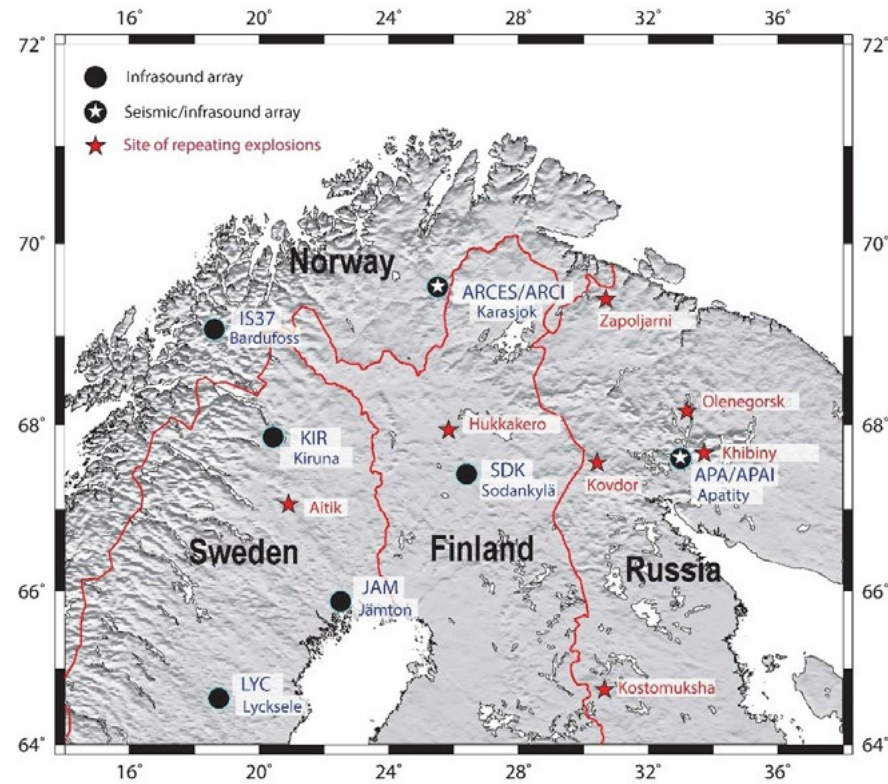 16° 20° 24° 28° 32° 36°
72° 72°
Infrasound array
Seismic/infrasound array
Site of repeating explosions
70° 70°
Norway
ARCES/ARCI
Karasjok
IS37
Bardufoss
Zapoljarni
68° 68°
Olenegorsk
Hukkakero
KIR
Kiruna
Khibiny
SDK
Sodankylä
Kovdor
APA/APAI
Apatity
Aitik
Sweden
Finland
Russia
66° 66°
JAM
Jämton
LYC
Lycksele
Kostomuksha
64° 64°
16° 20° 24° 28° 32° 36°